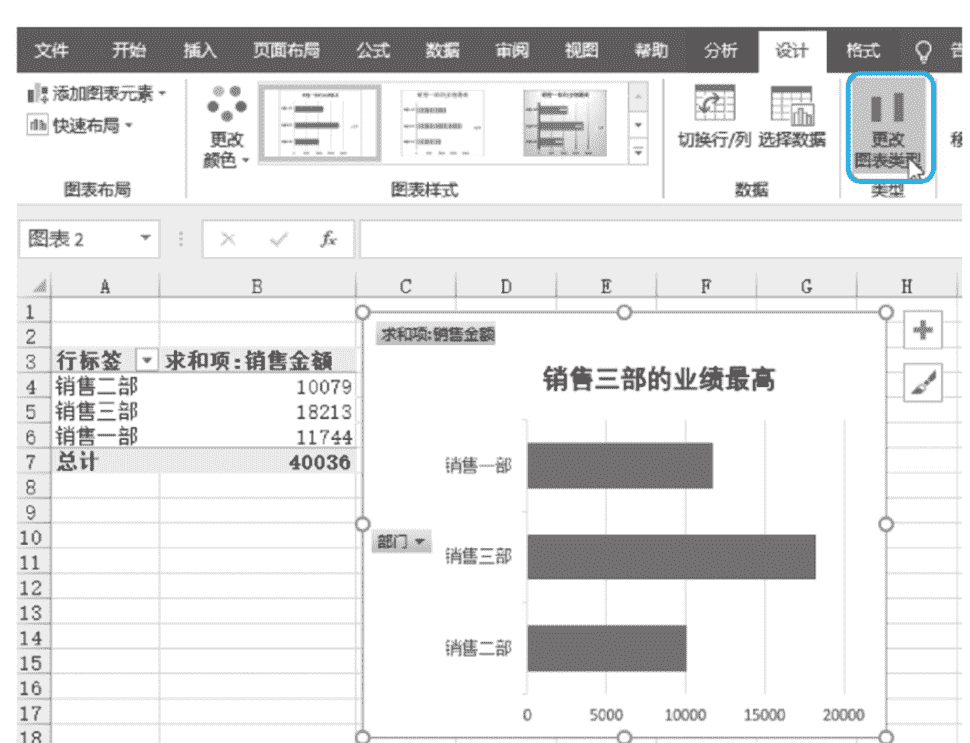 文件 开始 插入 页面布局 公式 数据 审阅 视图 帮助 分析 设计 格式
添加图表元素
快速布局
更改
颜色
切换行/列 选择数据
更改
图表类型
图表布局 图表样式 数据 类型
图表 2 fx
A B C D E F G H
1
2
3 行标签 求和项:销售金额
4 销售二部 10079
5 销售三部 18213
6 销售一部 11744
7 总计 40036
8
9
10
11
12
13
14
15
16
17
18
求和项:销售金额
销售三部的业绩最高
销售一部
部门
销售三部
销售二部
0 5000 10000 15000 20000